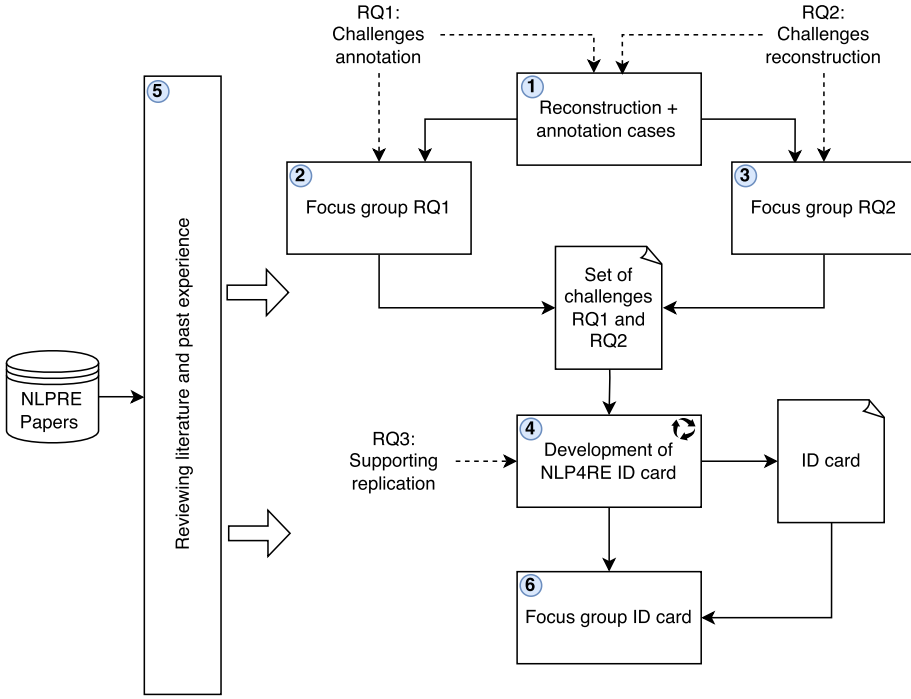 RQ1:
Challenges
annotation
RQ2:
Challenges
reconstruction
1
Reconstruction +
annotation cases
2
Focus group RQ1
3
Focus group RQ2
Set of
challenges
RQ1 and
RQ2
5
Reviewing literature and past experience
NLPRE
Papers
RQ3:
Supporting
replication
4
Development of
NLP4RE ID card
ID card
6
Focus group ID card